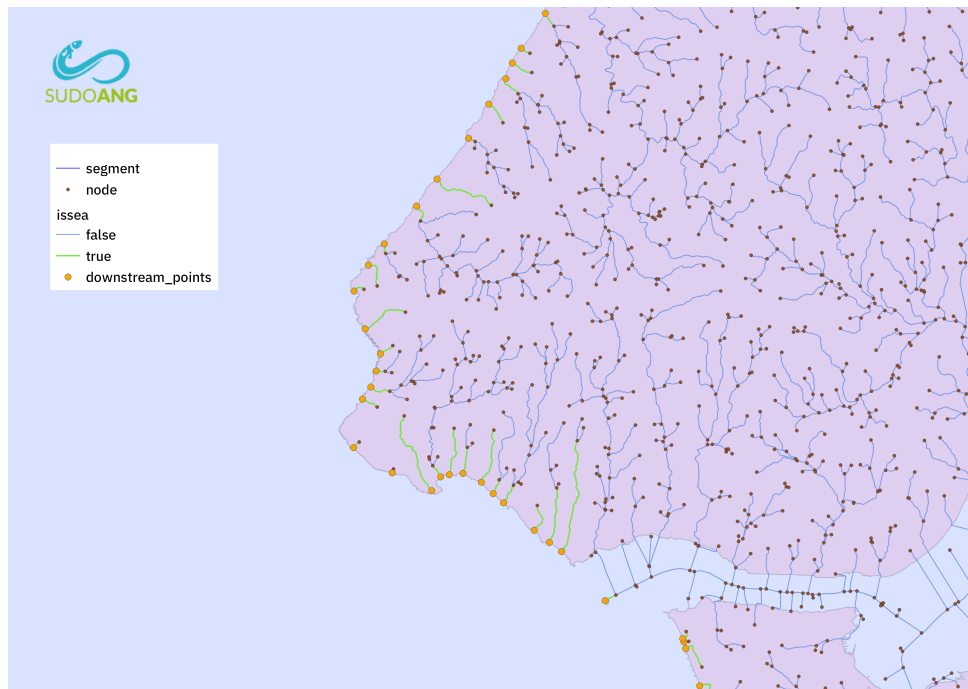 SUDOANG
segment
node
issea
false
true
downstream_points